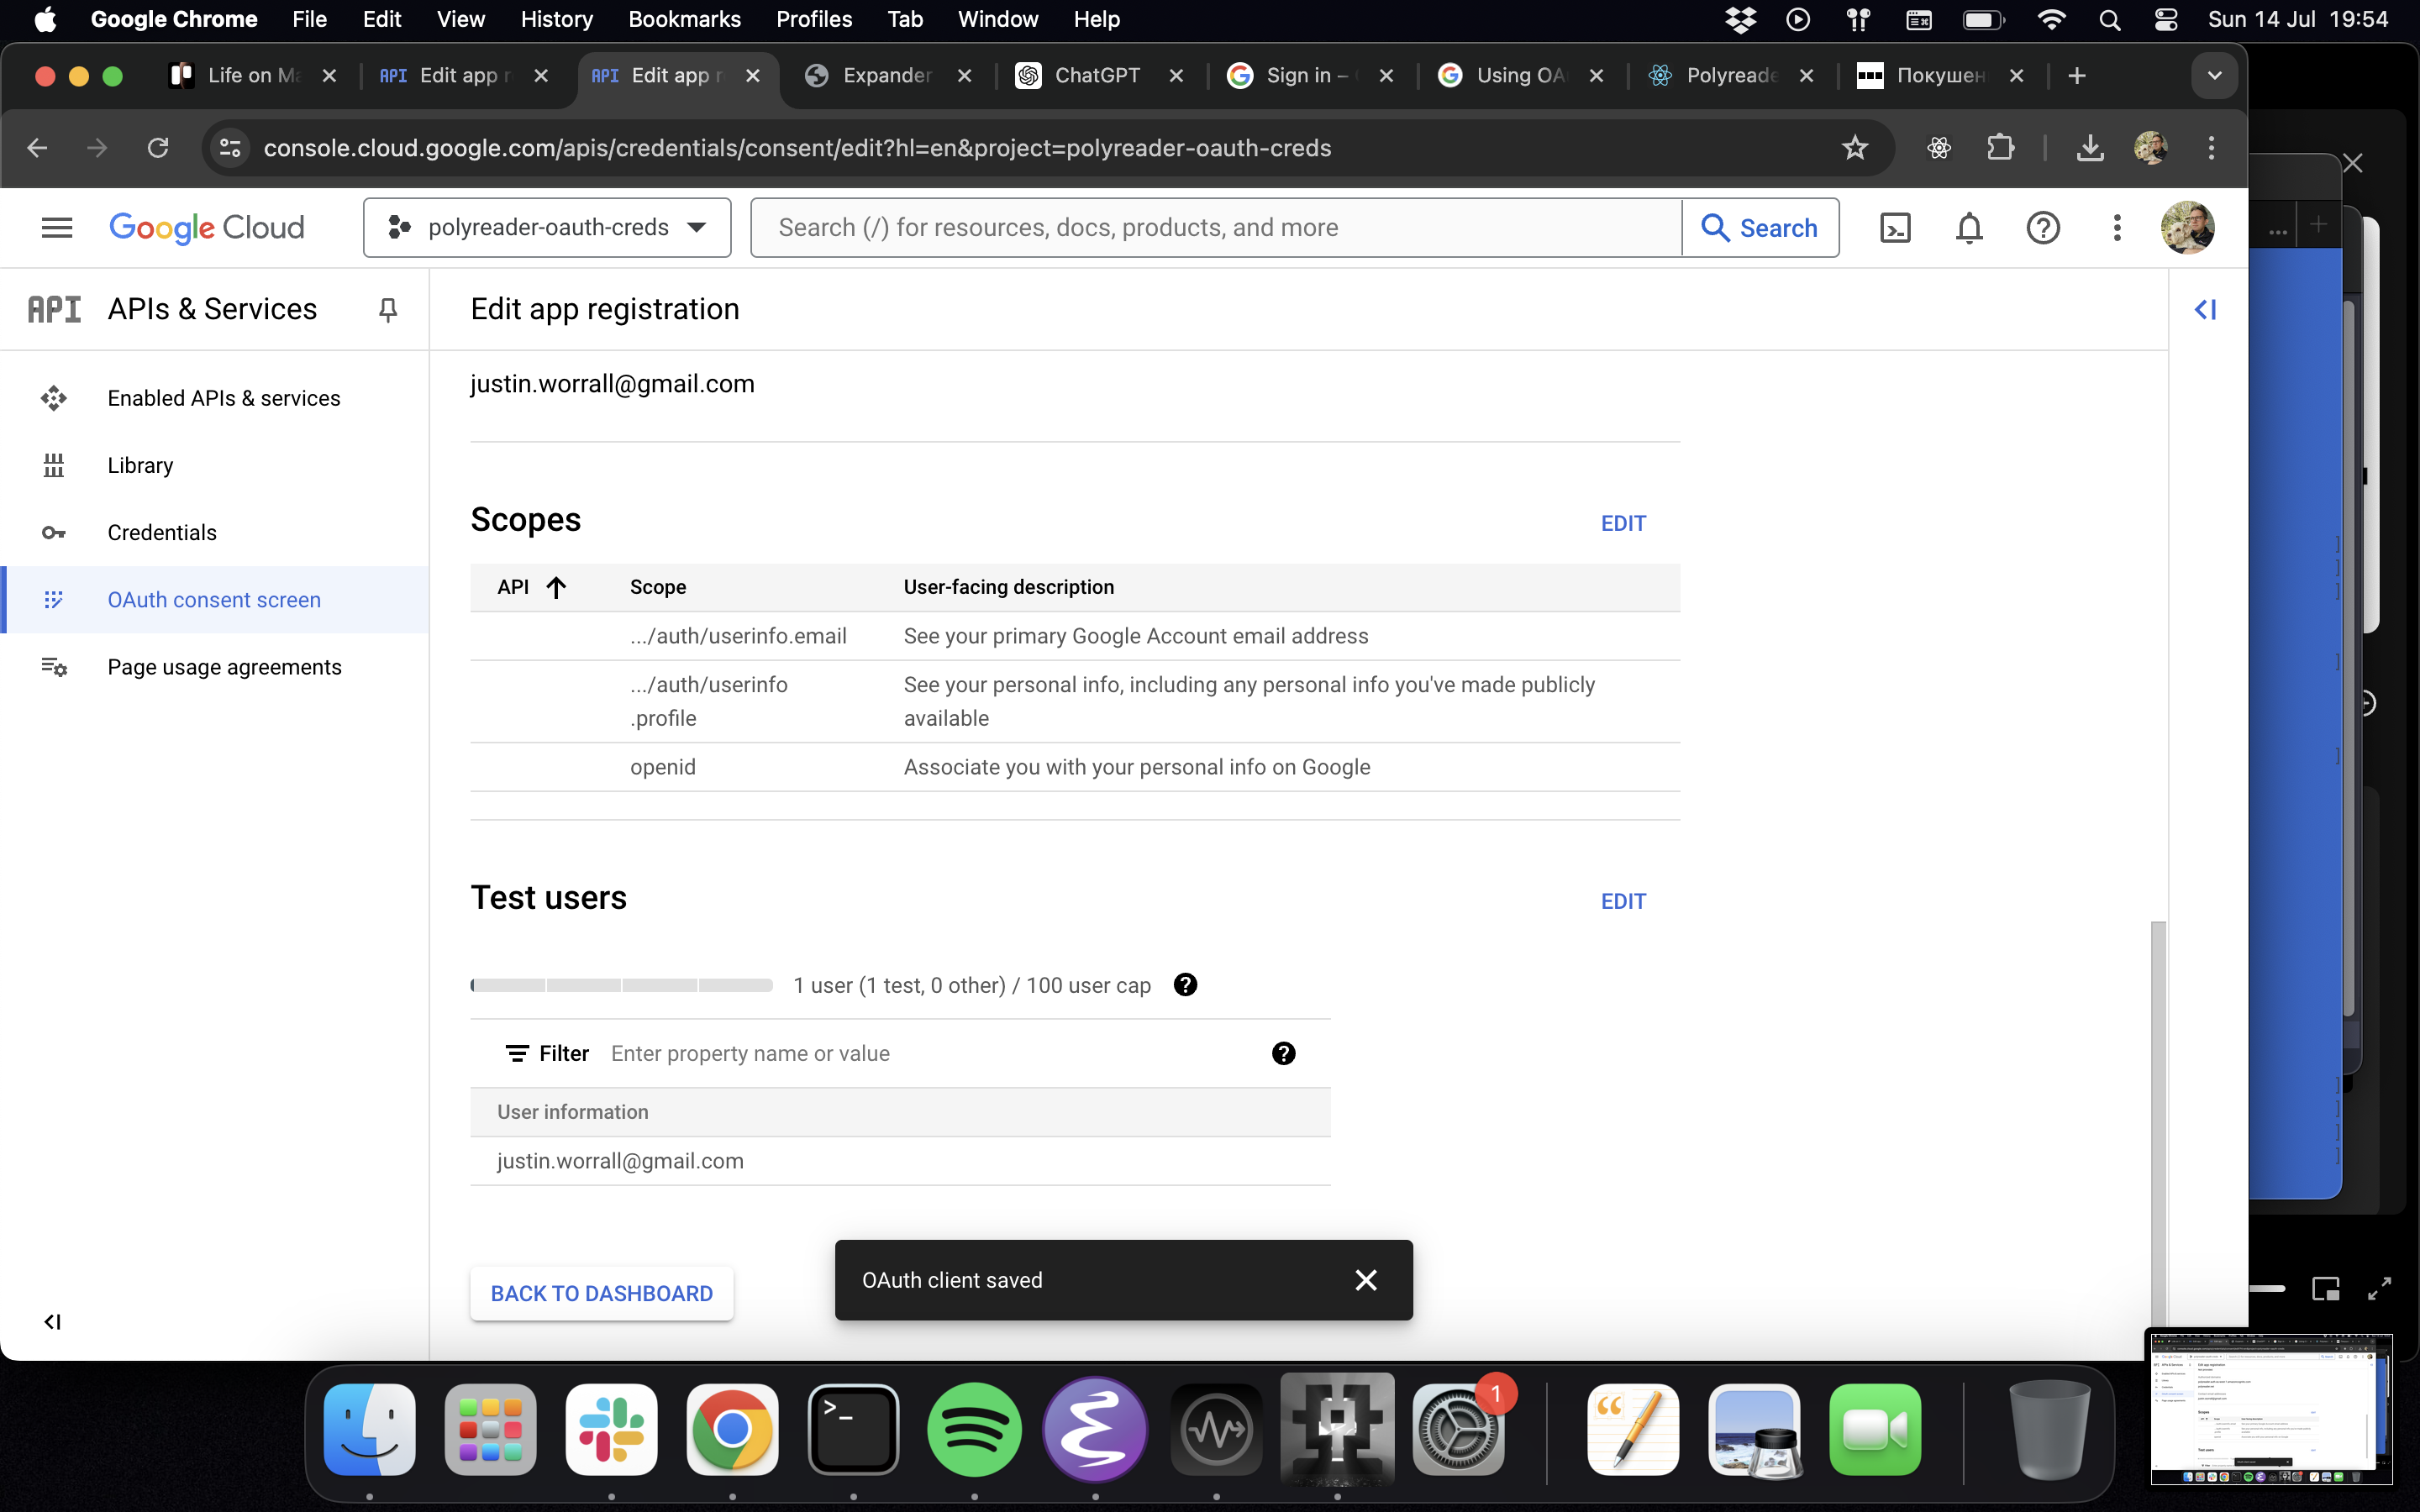 Google Chrome File Edit View History Bookmarks Profiles Tab Window Help Sun 14 Jul 19:54
Life on Ma API Edit app r API Edit app r Expander ChatGPT Sign in – Using OA Polyreade Покушен
console.cloud.google.com/apis/credentials/consent/edit?hl=en&project=polyreader-oauth-creds
Google Cloud polyreader-oauth-creds Search (/) for resources, docs, products, and more Search
API APIs & Services
Edit app registration
Enabled APIs & services
Library
Credentials
OAuth consent screen
Page usage agreements
justin.worrall@gmail.com
Scopes EDIT
API Scope User-facing description
.../auth/userinfo.email See your primary Google Account email address
.../auth/userinfo See your personal info, including any personal info you've made publicly
.profile available
openid Associate you with your personal info on Google
Test users EDIT
1 user (1 test, 0 other) / 100 user cap
Filter Enter property name or value
User information
justin.worrall@gmail.com
BACK TO DASHBOARD
OAuth client saved
1